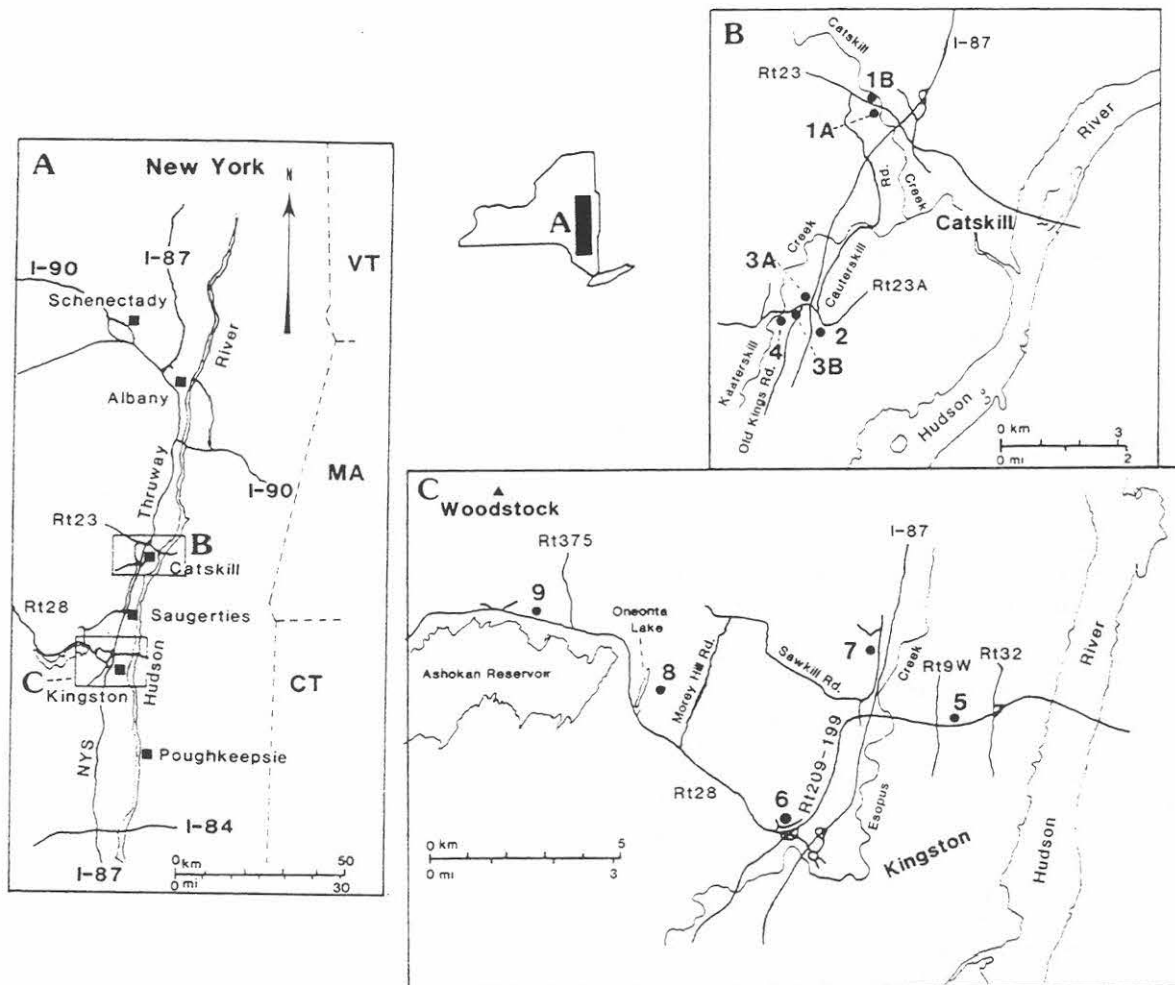 A
New York
N
I-90
I-87
VT
Schenectady
River
Albany
MA
I-90
Thruway
Rt23
B
Catskill
Rt28
Saugerties
Hudson
C
Kingston
CT
NYS
Poughkeepsie
I-84
I-87
0 km 50
0 mi 30
A
B
Catskill
I-87
Rt23
1B
1A
River
Rd.
Creek
Catskill
Creek
3A
Cauterskill
Rt23A
2
4
3B
Kaaterskill
Old Kings Rd.
Hudson
0 km 3
0 mi 2
C
Woodstock
Rt375
I-87
9
Oneonta
Lake
River
Ashokan Reservoir
8
Morey Hill Rd.
Sawkill Rd.
7
Creek
Rt9W
Rt32
5
Rt209-199
Rt28
6
Esopus
Kingston
Hudson
0 km 5
0 mi 3